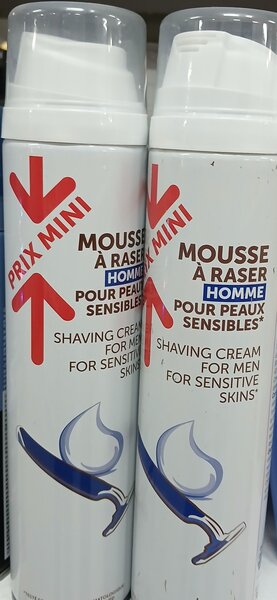 PRIX MINI
MOUSSE
À RASER
HOMME
POUR PEAUX
SENSIBLES*
SHAVING CREAM
FOR MEN
FOR SENSITIVE
SKINS*
PRIX MINI
MOUSSE
À RASER
HOMME
POUR PEAUX
SENSIBLES*
SHAVING CREAM
FOR MEN
FOR SENSITIVE
SKINS*